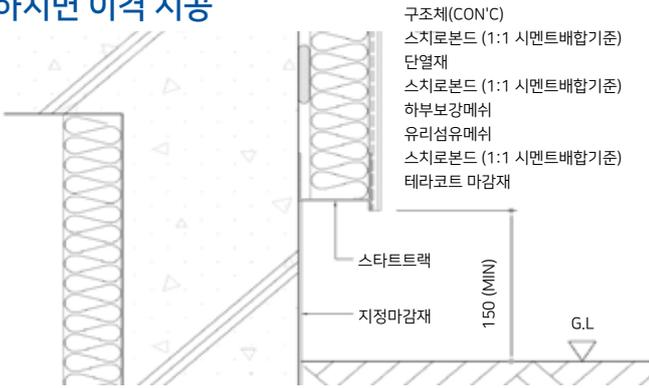 하지면 이격 시공
구조체(CON'C)
스치로본드 (1:1 시멘트배합기준)
단열재
스치로본드 (1:1 시멘트배합기준)
하부보강메쉬
유리섬유메쉬
스치로본드 (1:1 시멘트배합기준)
테라코트 마감재
스타트트랙
지정마감재
150 (MIN)
G.L